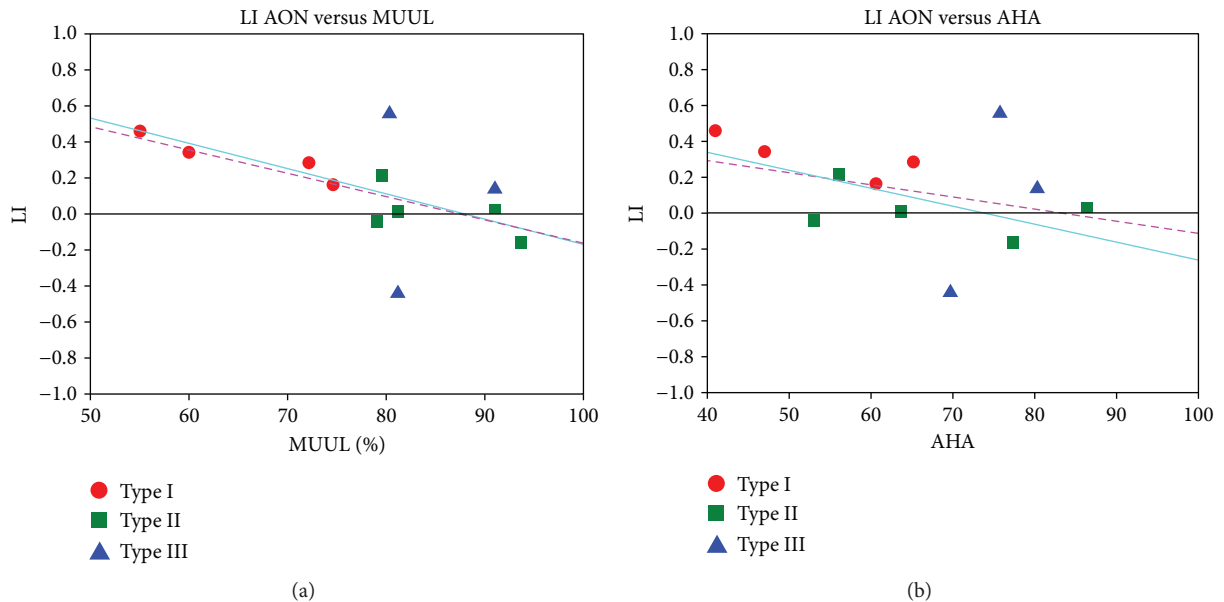 LI AON versus MUUL
1.0
0.8
0.6
0.4
0.2
0.0
−0.2
−0.4
−0.6
−0.8
−1.0
LI
50 60 70 80 90 100
MUUL (%)
Type I
Type II
Type III
(a)
LI AON versus AHA
1.0
0.8
0.6
0.4
0.2
0.0
−0.2
−0.4
−0.6
−0.8
−1.0
LI
40 50 60 70 80 90 100
AHA
Type I
Type II
Type III
(b)